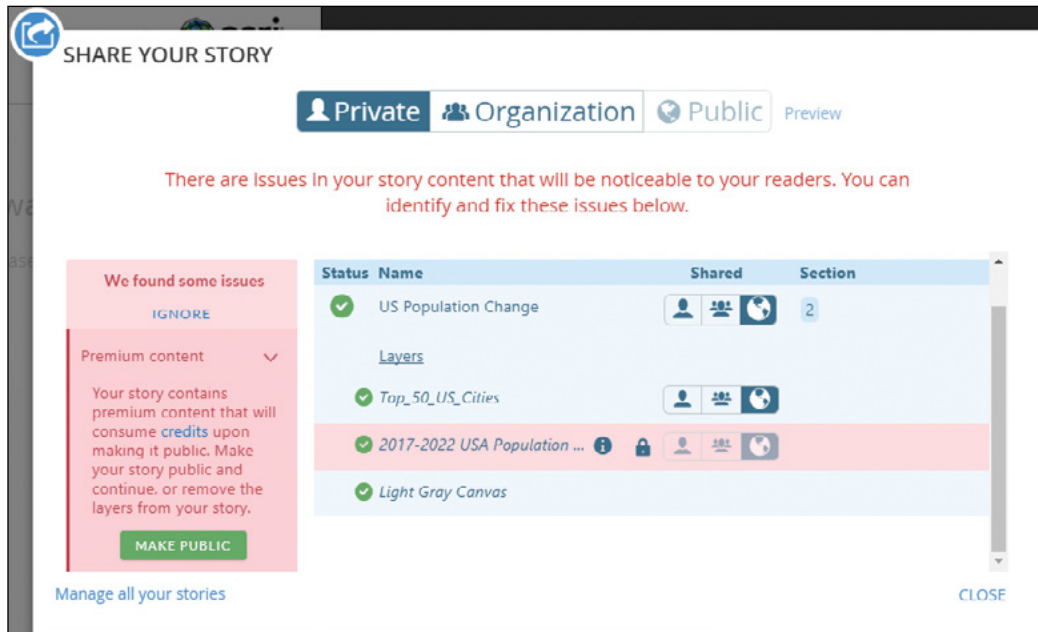 esri
SHARE YOUR STORY
Private Organization Public Preview
There are issues in your story content that will be noticeable to your readers. You can
identify and fix these issues below.
We found some issues
IGNORE
Premium content
Your story contains
premium content that will
consume credits upon
making it public. Make
your story public and
continue, or remove the
layers from your story.
MAKE PUBLIC
Status Name Shared Section
US Population Change 2
Layers
Top_50_US_Cities
2017-2022 USA Population ...
Light Gray Canvas
Manage all your stories
CLOSE